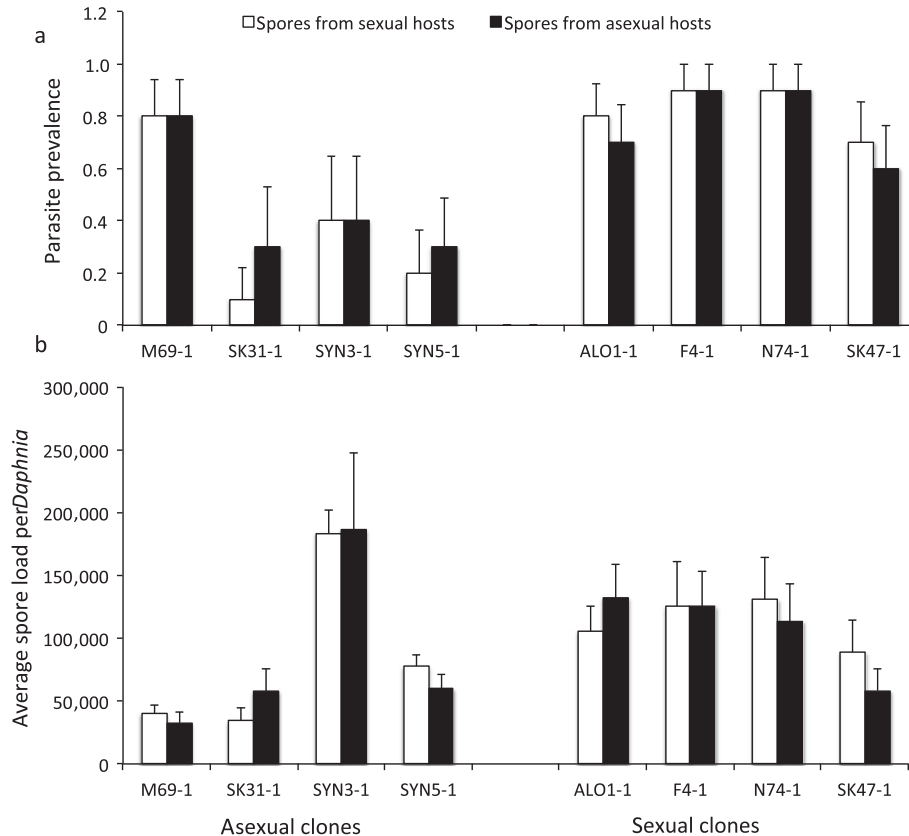 a
Spores from sexual hosts
Spores from asexual hosts
Parasite prevalence
1.2
1.0
0.8
0.6
0.4
0.2
0
M69-1 SK31-1 SYN3-1 SYN5-1 ALO1-1 F4-1 N74-1 SK47-1
b
Average spore load perDaphnia
300,000
250,000
200,000
150,000
100,000
50,000
0
M69-1 SK31-1 SYN3-1 SYN5-1 ALO1-1 F4-1 N74-1 SK47-1
Asexual clones Sexual clones